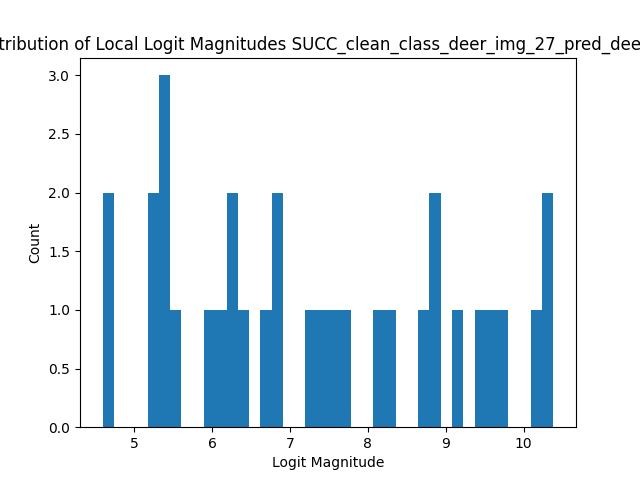 tribution of Local Logit Magnitudes SUCC_clean_class_deer_img_27_pred_dee
3.0
2.5
2.0
1.5
1.0
0.5
0.0
Count
5 6 7 8 9 10
Logit Magnitude